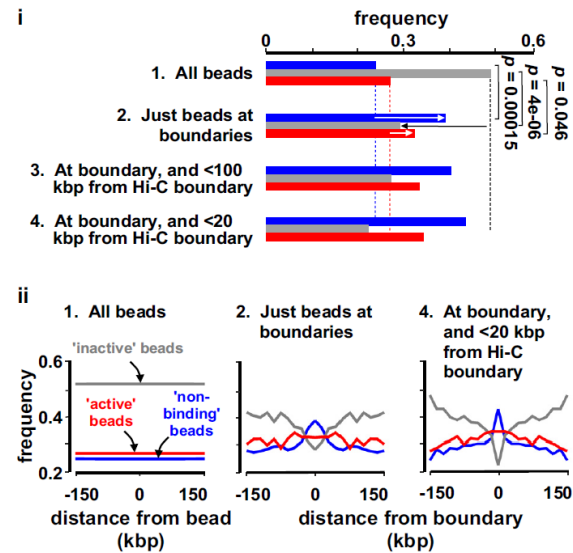 i
frequency
0 0.3 0.6
1. All beads
2. Just beads at
boundaries
3. At boundary, and <100
kbp from Hi-C boundary
4. At boundary, and <20
kbp from Hi-C boundary
p = 0.00015
p = 4e-06
p = 0.046
ii
1. All beads
2. Just beads at
boundaries
4. At boundary,
and <20 kbp
from Hi-C
boundary
frequency
0.6
0.4
0.2
'inactive' beads
'active'
beads
'non-
binding'
beads
-150 0 150
-150 0 150
-150 0 150
distance from bead
(kbp)
distance from boundary
(kbp)